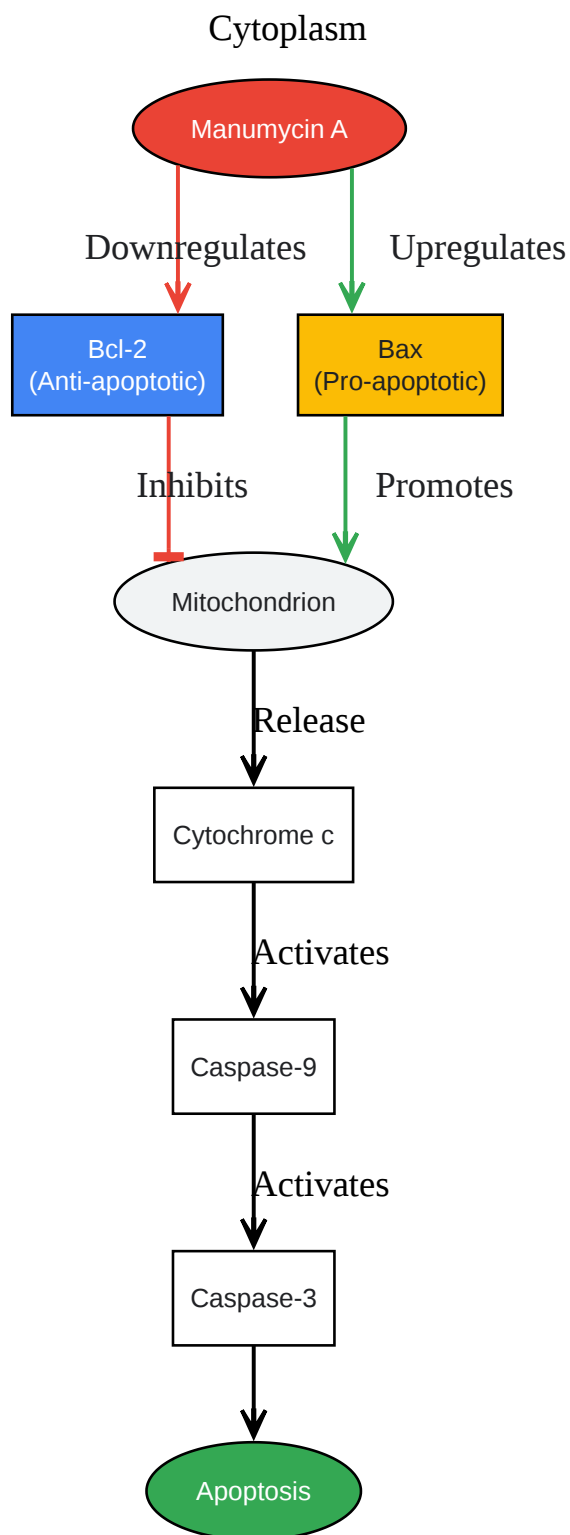 Cytoplasm
Manumycin A
Downregulates
Upregulates
Bcl-2
(Anti-apoptotic)
Bax
(Pro-apoptotic)
Inhibits
Promotes
Mitochondrion
Release
Cytochrome c
Activates
Caspase-9
Activates
Caspase-3
Apoptosis